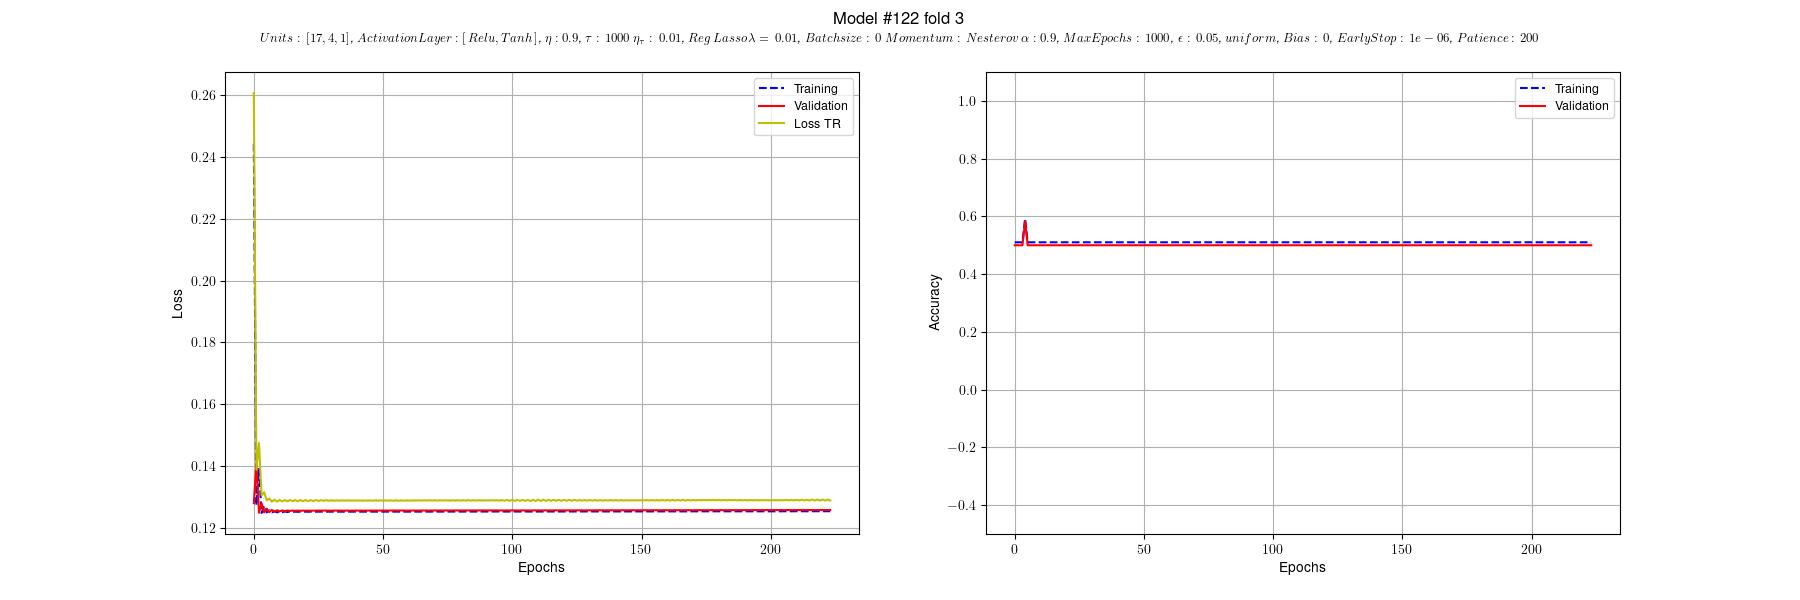 Model #122 fold 3
Units : [17, 4, 1], ActivationLayer : [ Relu, Tanh ], η : 0.9, τ : 1000 η_τ : 0.01, Reg Lasso λ = 0.01, Batchsize : 0 Momentum : Nesterov α : 0.9, MaxEpochs : 1000, ϵ : 0.05, uniform, Bias : 0, EarlyStop : 1e − 06, Patience : 200
0.26
0.24
0.22
0.20
0.18
0.16
0.14
0.12
Loss
0 50 100 150 200
Epochs
Training
Validation
Loss TR
1.0
0.8
0.6
0.4
0.2
0.0
−0.2
−0.4
Accuracy
0 50 100 150 200
Epochs
Training
Validation